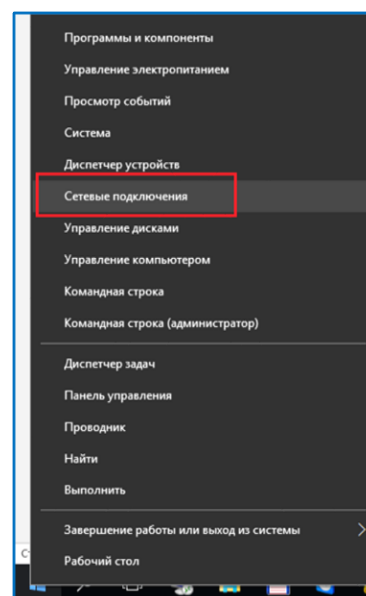 Программы и компоненты
Управление электропитанием
Просмотр событий
Система
Диспетчер устройств
Сетевые подключения
Управление дисками
Управление компьютером
Командная строка
Командная строка (администратор)
Диспетчер задач
Панель управления
Проводник
Найти
Выполнить
Завершение работы или выход из системы
Рабочий стол